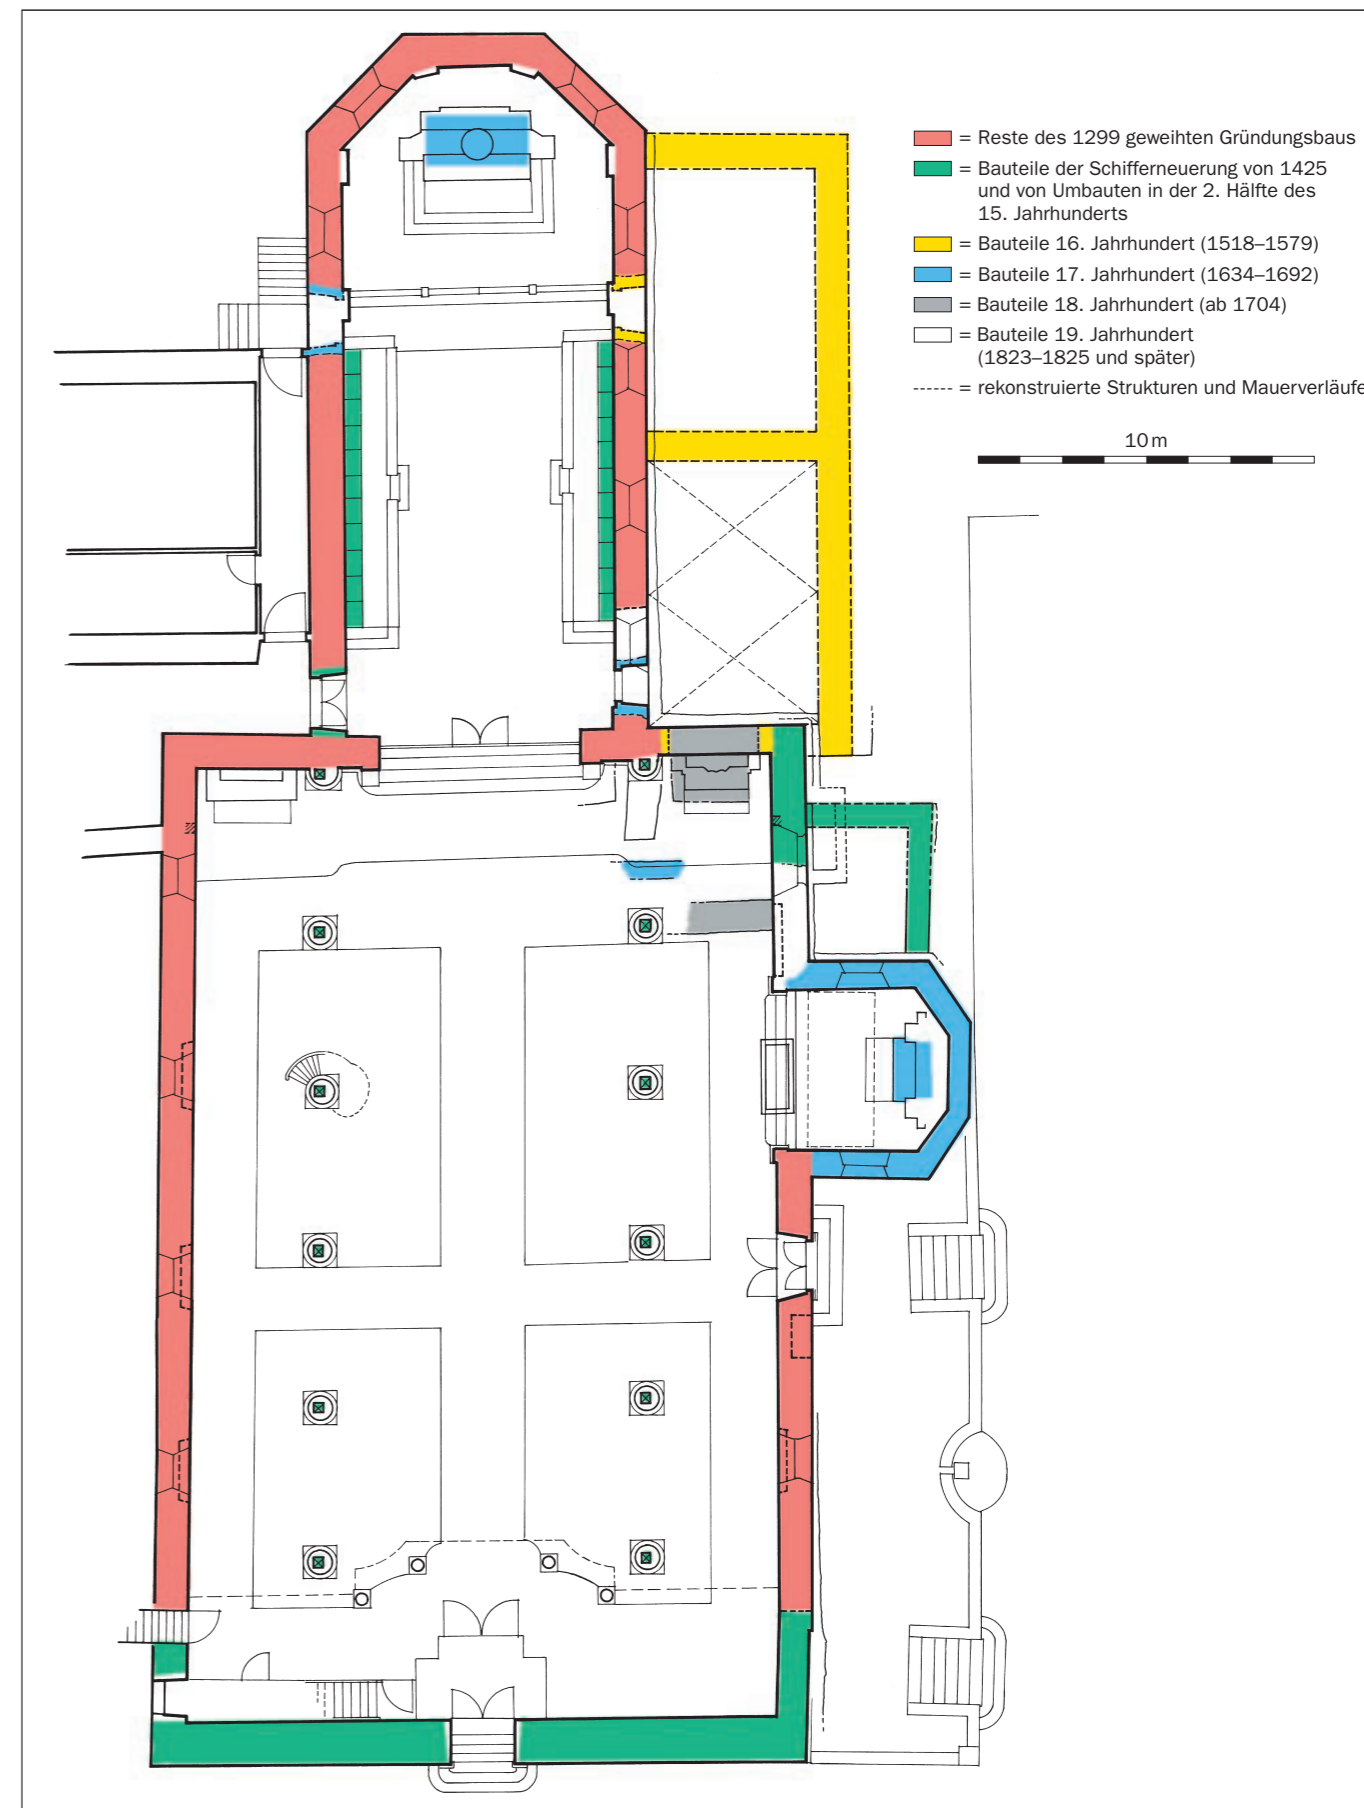 = Reste des 1299 geweihten Gründungsbaus
= Bauteile der Schifferneuerung von 1425
und von Umbauten in der 2. Hälfte des
15. Jahrhunderts
= Bauteile 16. Jahrhundert (1518–1579)
= Bauteile 17. Jahrhundert (1634–1692)
= Bauteile 18. Jahrhundert (ab 1704)
= Bauteile 19. Jahrhundert
(1823–1825 und später)
= rekonstruierte Strukturen und Mauerverläufe
10 m